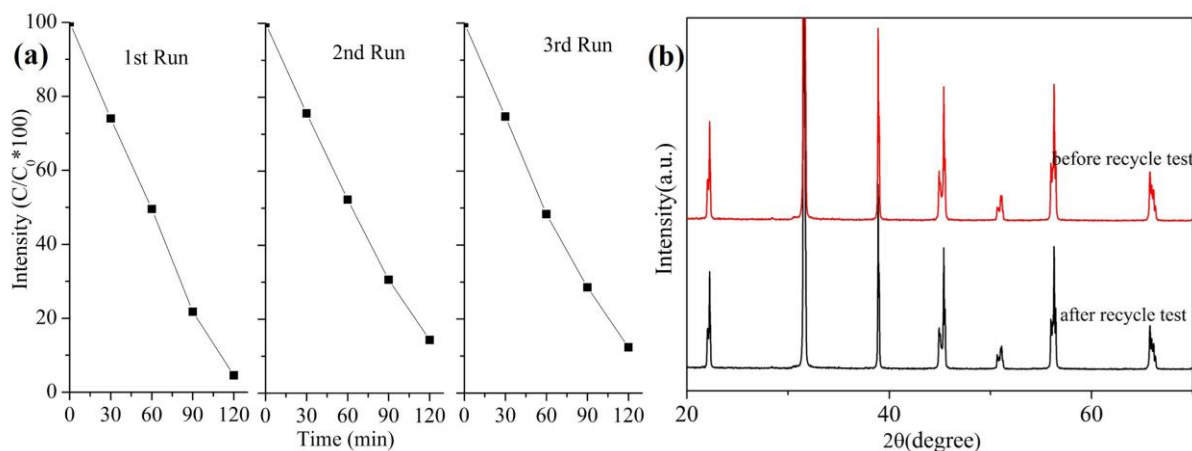 (a)
1st Run
2nd Run
3rd Run
Intensity (C/C₀*100)
100
80
60
40
20
0
0 30 60 90 120
0 30 60 90 120
0 30 60 90 120
Time (min)
(b)
before recycle test
after recycle test
Intensity(a.u.)
20 40 60
2θ(degree)